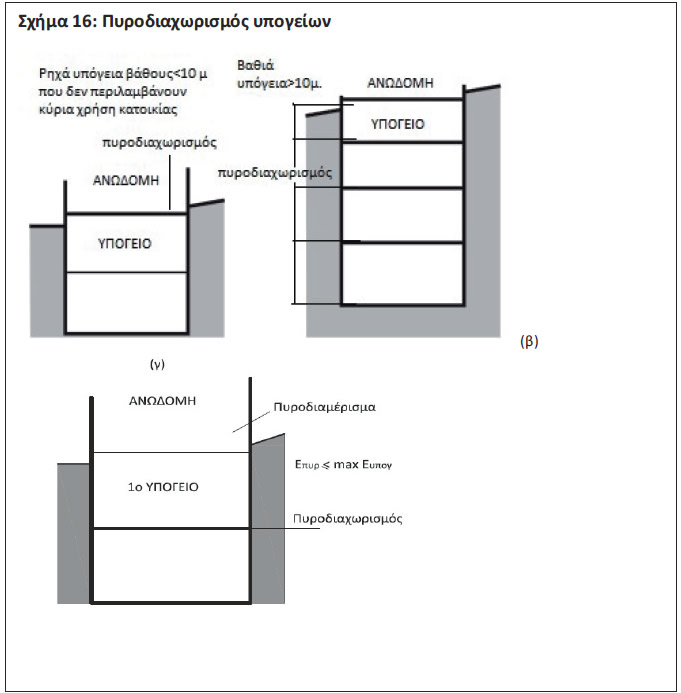 Σχήμα 16: Πυροδιαχωρισμός υπογείων
Ρηχά υπόγεια βάθους<10 μ
που δεν περιλαμβάνουν
κύρια χρήση κατοικίας
πυροδιαχωρισμός
ΑΝΩΔΟΜΗ
ΥΠΟΓΕΙΟ
Βαθιά
υπόγεια>10μ.
ΑΝΩΔΟΜΗ
ΥΠΟΓΕΙΟ
πυροδιαχωρισμός
(β)
(γ)
ΑΝΩΔΟΜΗ
Πυροδιαμέρισμα
Επυρ ⩽ max Ευπογ
1ο ΥΠΟΓΕΙΟ
Πυροδιαχωρισμός